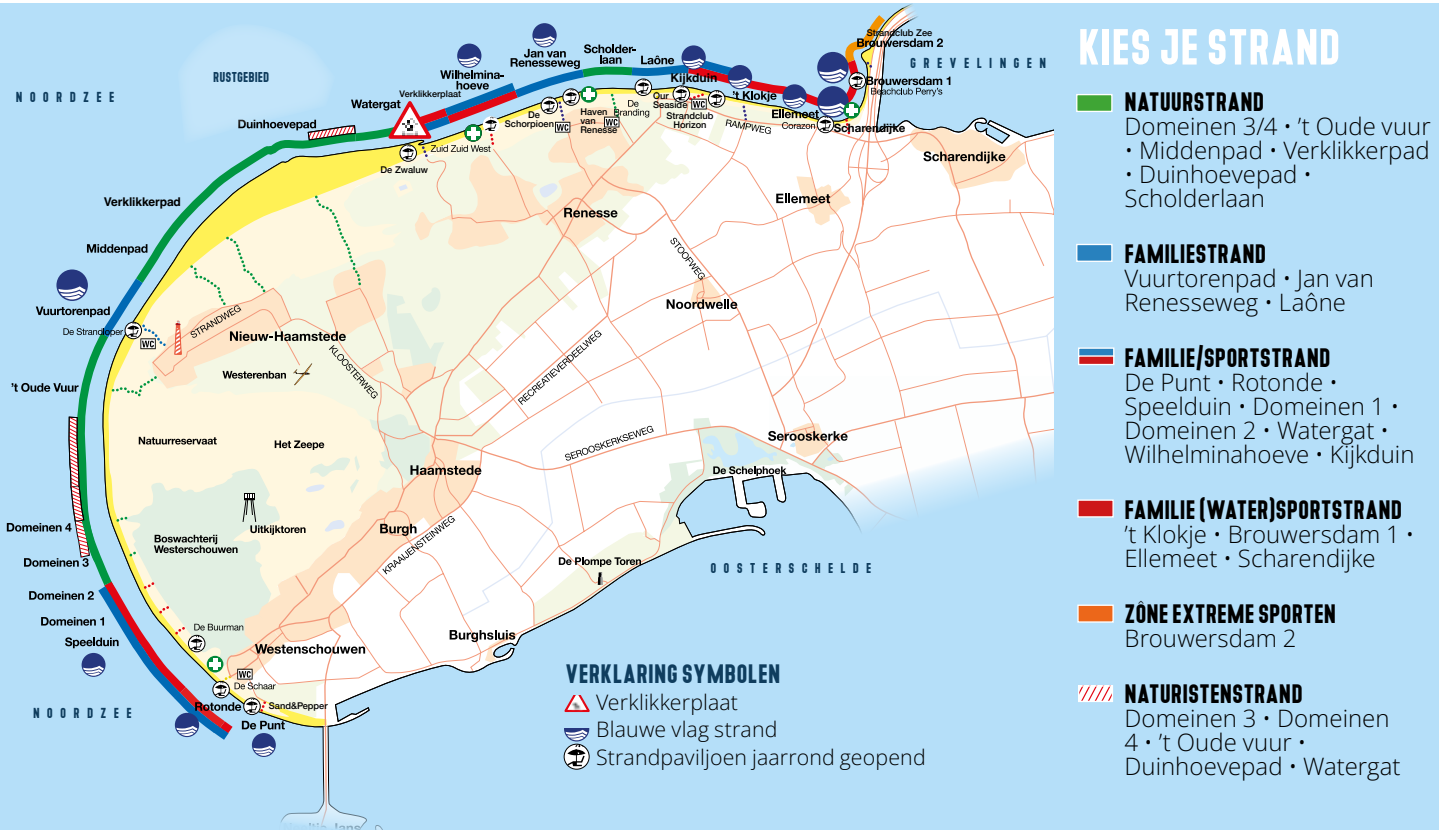 KIES JE STRAND
NATUURSTRAND
Domeinen 3/4 • 't Oude vuur
• Middenpad • Verklikkerpad
• Duinhoevepad •
Scholderlaan
FAMILIESTRAND
Vuurtorenpad • Jan van
Renesseweg • Laône
FAMILIE/SPORTSTRAND
De Punt • Rotonde •
Speelduin • Domeinen 1 •
Domeinen 2 • Watergat •
Wilhelminahoeve • Kijkduin
FAMILIE (WATER)SPORTSTRAND
't Klokje • Brouwersdam 1 •
Ellemeet • Scharendijke
ZÔNE EXTREME SPORTEN
Brouwersdam 2
NATURISTENSTRAND
Domeinen 3 • Domeinen
4 • 't Oude vuur •
Duinhoevepad • Watergat
NOORDZEE
RUSTGEBIED
GREVELINGEN
Strandclub Zee
Brouwersdam 2
Brouwersdam 1
Beachclub Perry's
Jan van
Renesseweg
Scholder-
laan
Laône
Kijkduin
't Klokje
Ellemeet
Corazon
Scharendijke
Wilhelmina-
hoeve
Verklikkerplaat
Watergat
Duinhoevepad
De
Schorpioen
WC
Haven
van
Renesse
WC
De
Branding
Our
Seaside
WC
Strandclub
Horizon
RAMPWEG
Zuid Zuid West
De Zwaluw
Scharendijke
Verklikkerpad
Renesse
Ellemeet
Middenpad
STOOFWEG
Vuurtorenpad
De Strandloper
WC
STRANDWEG
Noordwelle
Nieuw-Haamstede
KLOOSTERWEG
RECREATIEVERDEELWEG
Westerenban
't Oude Vuur
Natuurreservaat
Het Zeepe
SEROOSKERKSEWEG
Serooskerke
Haamstede
De Schelphoek
Domeinen 4
Uitkijktoren
Burgh
Boswachterij
Westerschouwen
KRAAIJENSTEINWEG
Domeinen 3
De Plompe Toren
OOSTERSCHELDE
Domeinen 2
Domeinen 1
Speelduin
De Buurman
Burghsluis
Westenschouwen
WC
De Schaar
Rotonde
Sand&Pepper
De Punt
NOORDZEE
VERKLARING SYMBOLEN
Verklikkerplaat
Blauwe vlag strand
Strandpaviljoen jaarrond geopend